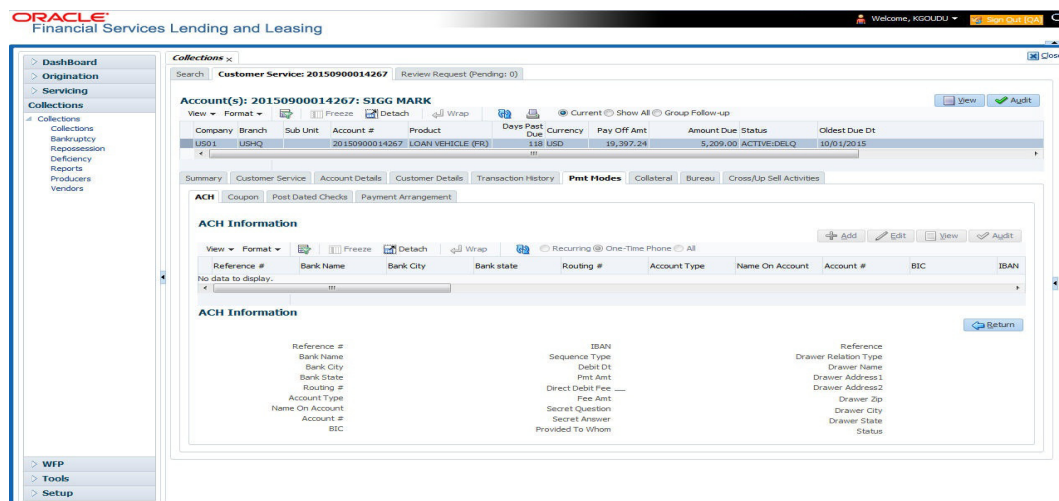 ORACLE
Financial Services Lending and Leasing
Welcome, KGOUDU
Sign Out [QA]
Close
DashBoard
Origination
Servicing
Collections
Collections
Collections
Bankruptcy
Repossession
Deficiency
Reports
Producers
Vendors
WFP
Tools
Setup
Collections
Search Customer Service: 20150900014267 Review Request (Pending: 0)
Account(s): 20150900014267: SIGG MARK
View Audit
View Format Freeze Detach Wrap Current Show All Group Follow-up
Company Branch Sub Unit Account # Product Days Past Due Currency Pay Off Amt Amount Due Status Oldest Due Dt
US01 USHQ 20150900014267 LOAN VEHICLE (FR) 118 USD 19,397.24 5,209.00 ACTIVE:DELQ 10/01/2015
Summary Customer Service Account Details Customer Details Transaction History Pmt Modes Collateral Bureau Cross/Up Sell Activities
ACH Coupon Post Dated Checks Payment Arrangement
ACH Information
Add Edit View Audit
View Format Freeze Detach Wrap Recurring One-Time Phone All
Reference # Bank Name Bank City Bank state Routing # Account Type Name On Account Account # BIC IBAN
No data to display.
ACH Information
Return
Reference # IBAN Reference
Bank Name Sequence Type Drawer Relation Type
Bank City Debit Dt Drawer Name
Bank State Pmt Amt Drawer Address1
Routing # Direct Debit Fee Drawer Address2
Account Type Fee Amt Drawer Zip
Name On Account Secret Question Drawer City
Account # Secret Answer Drawer State
BIC Provided To Whom Status